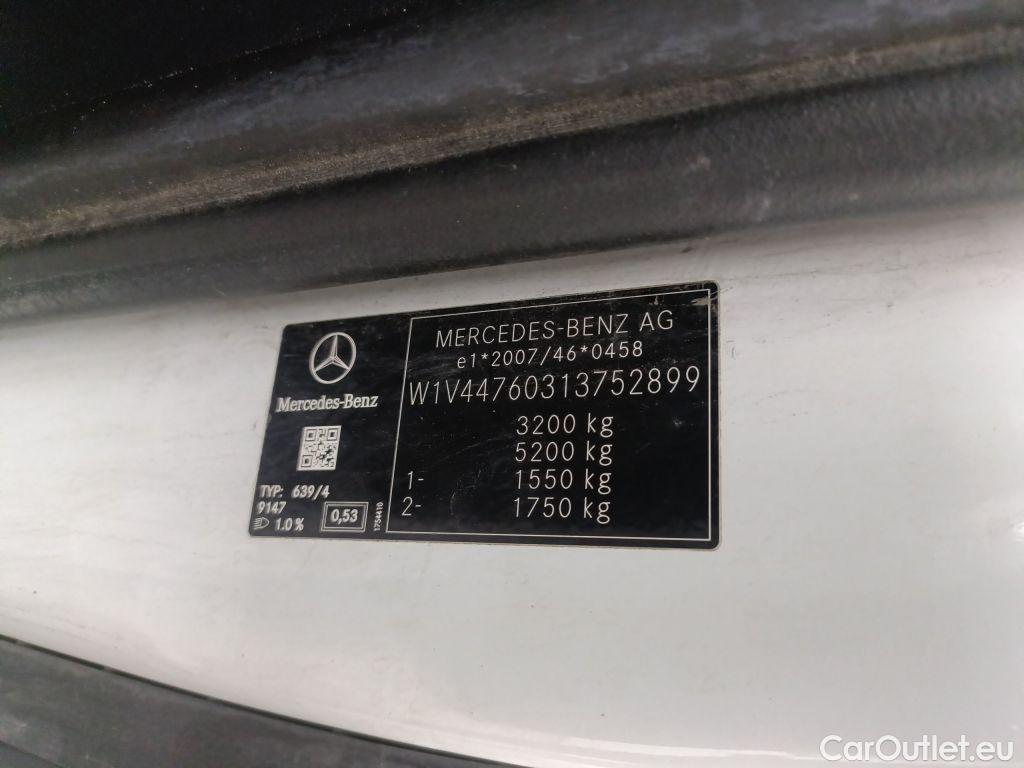 MERCEDES-BENZ AG
e1*2007/46*0458
W1V44760313752899
3200 kg
5200 kg
1- 1550 kg
2- 1750 kg
Mercedes-Benz
TYP: 639/4
9147
1.0 %
0,53
1754410
CarOutlet.eu